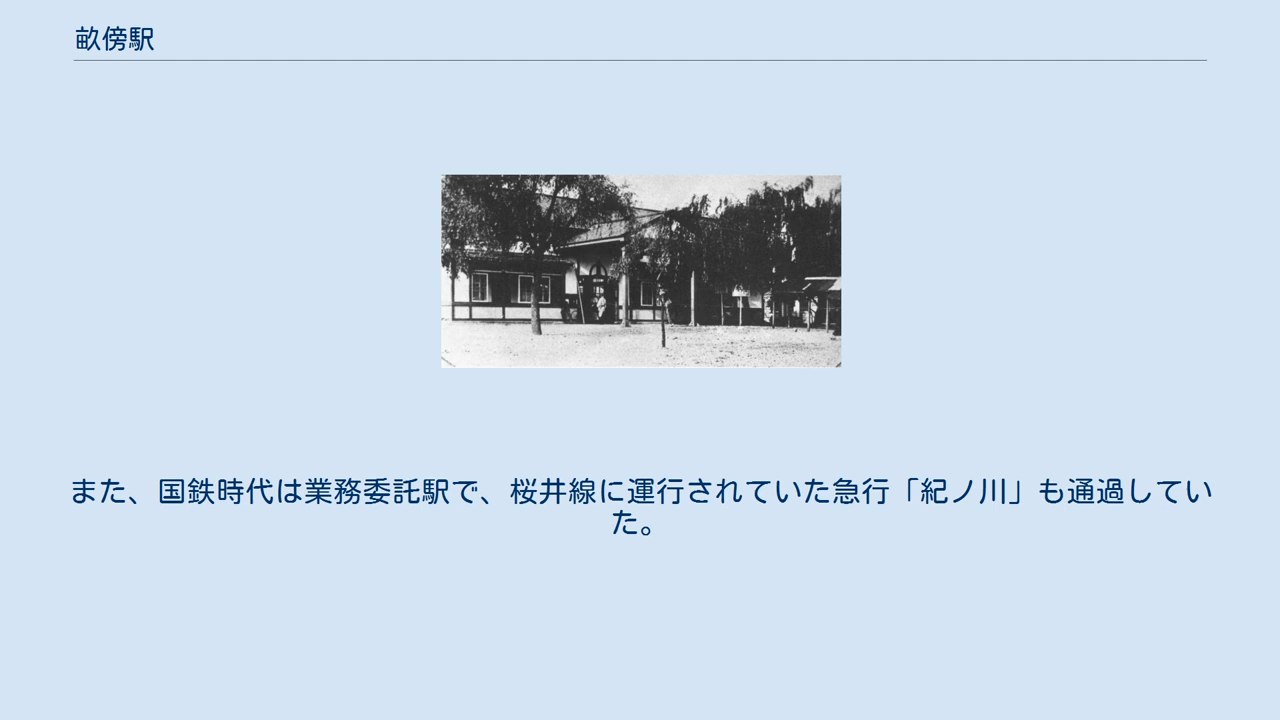 畝傍駅
また、国鉄時代は業務委託駅で、桜井線に運行されていた急行「紀ノ川」も通過してい
た。